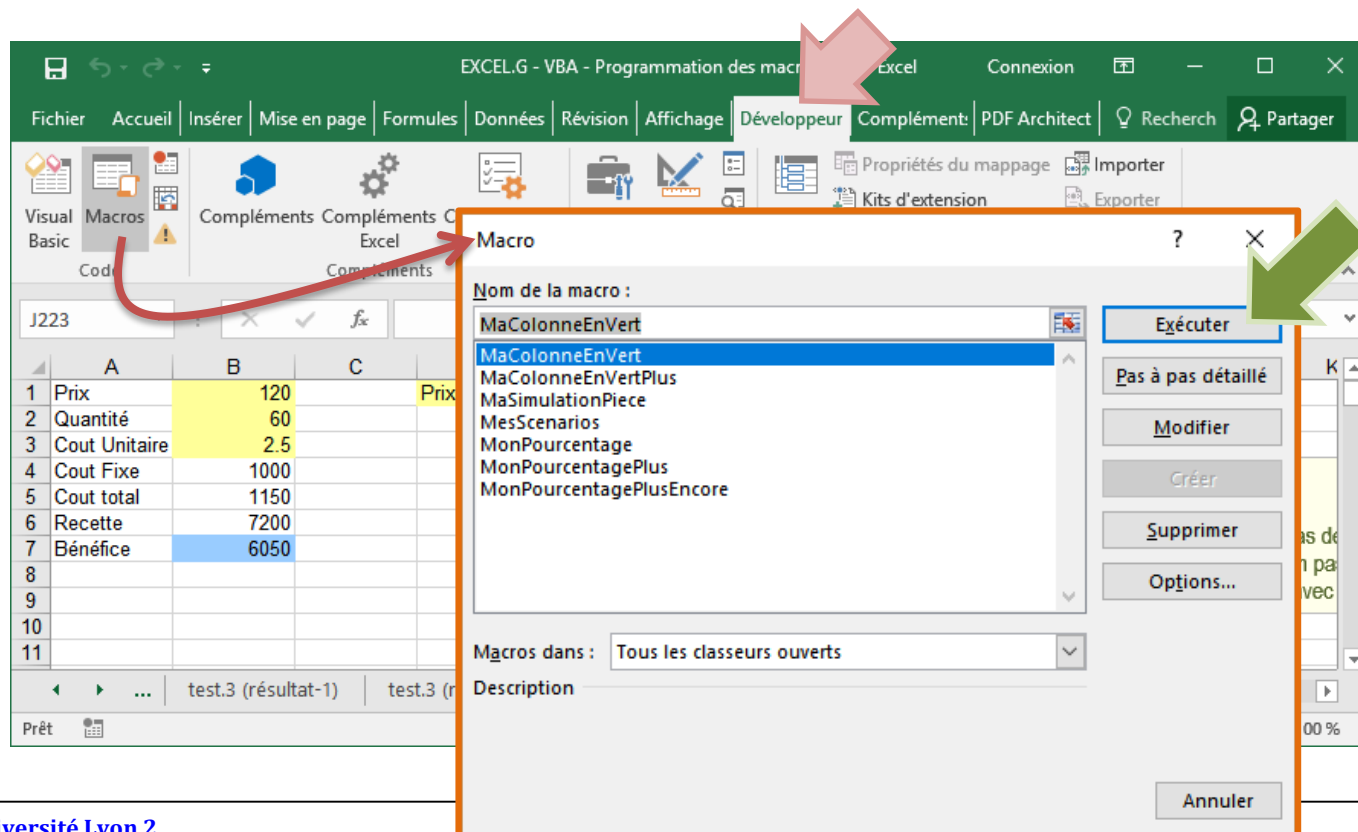 EXCEL.G - VBA - Programmation des macr Excel Connexion
Fichier Accueil Insérer Mise en page Formules Données Révision Affichage Développeur Complément: PDF Architect Recherch Partager
Visual Basic
Macros
Compléments
Compléments Excel
Propriétés du mappage
Kits d'extension
Importer
Exporter
Code
Compléments
J223
fx
A B C K
1 Prix 120 Prix
2 Quantité 60
3 Cout Unitaire 2.5
4 Cout Fixe 1000
5 Cout total 1150
6 Recette 7200
7 Bénéfice 6050
8
9
10
11
... test.3 (résultat-1) test.3 (r
Prêt
00 %
Macro ?
Nom de la macro :
MaColonneEnVert
MaColonneEnVert
MaColonneEnVertPlus
MaSimulationPiece
MesScenarios
MonPourcentage
MonPourcentagePlus
MonPourcentagePlusEncore
Exécuter
Pas à pas détaillé
Modifier
Créer
Supprimer
Options...
Macros dans : Tous les classeurs ouverts
Description
Annuler
as de
n pa
vec
versité Lyon 2